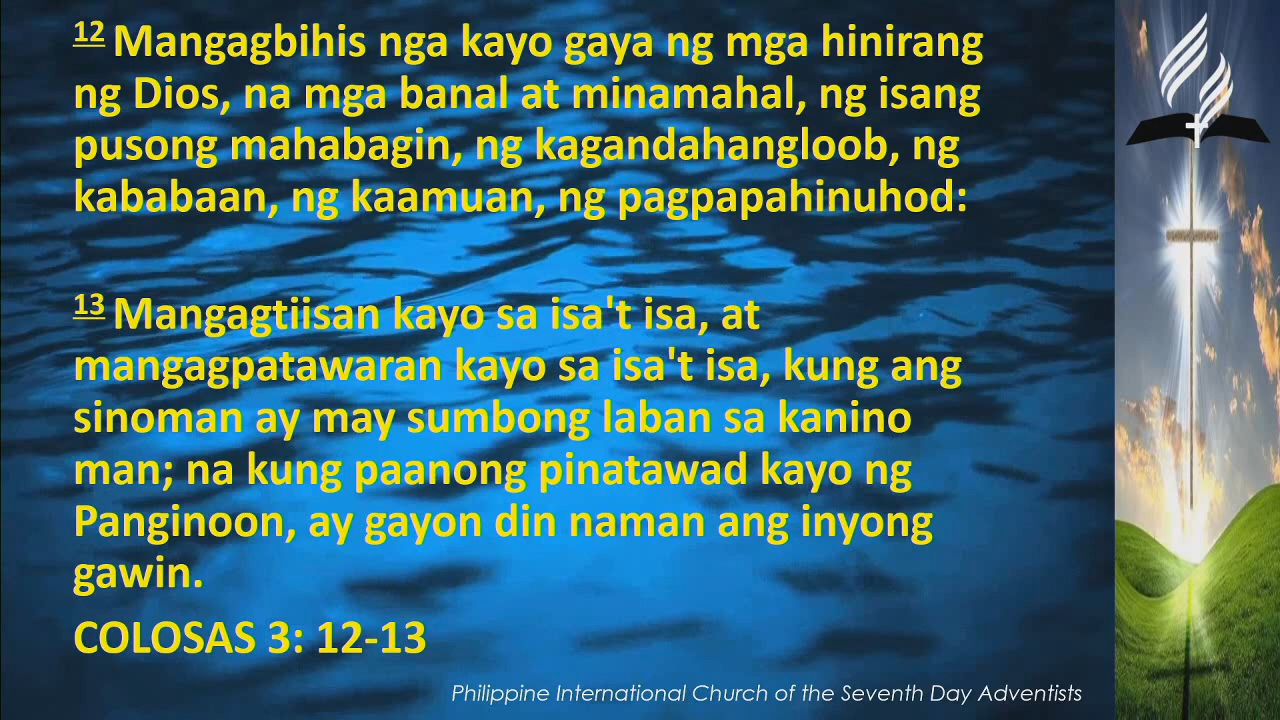 12 Mangagbihis nga kayo gaya ng mga hinirang
ng Dios, na mga banal at minamahal, ng isang
pusong mahabagin, ng kagandahangloob, ng
kababaan, ng kaamuan, ng pagpapahinuhod:
13 Mangagtiisan kayo sa isa't isa, at
mangagpatawaran kayo sa isa't isa, kung ang
sinoman ay may sumbong laban sa kanino
man; na kung paanong pinatawad kayo ng
Panginoon, ay gayon din naman ang inyong
gawin.
COLOSAS 3: 12-13
Philippine International Church of the Seventh Day Adventists